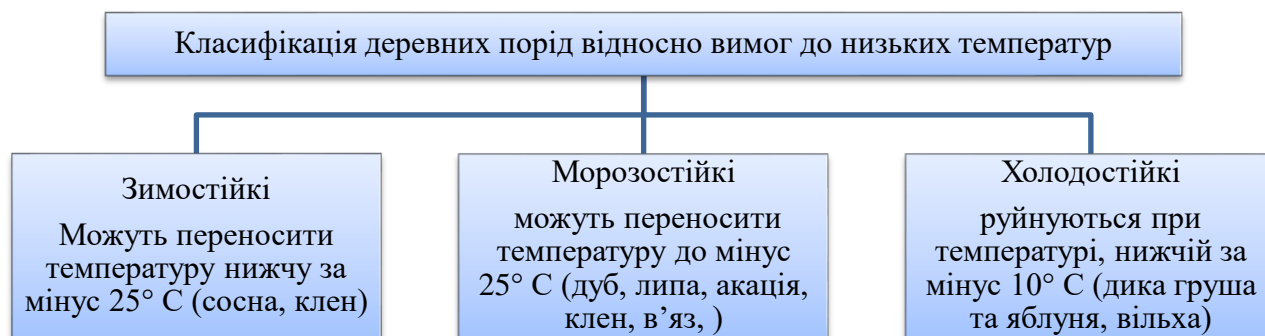 Класифікація деревних порід відносно вимог до низьких температур
Зимостійкі
Можуть переносити
температуру нижчу за
мінус 25° С (сосна, клен)
Морозостійкі
можуть переносити
температуру до мінус
25° С (дуб, липа, акація,
клен, в’яз, )
Холодостійкі
руйнуються при
температурі, нижчій за
мінус 10° С (дика груша
та яблуня, вільха)